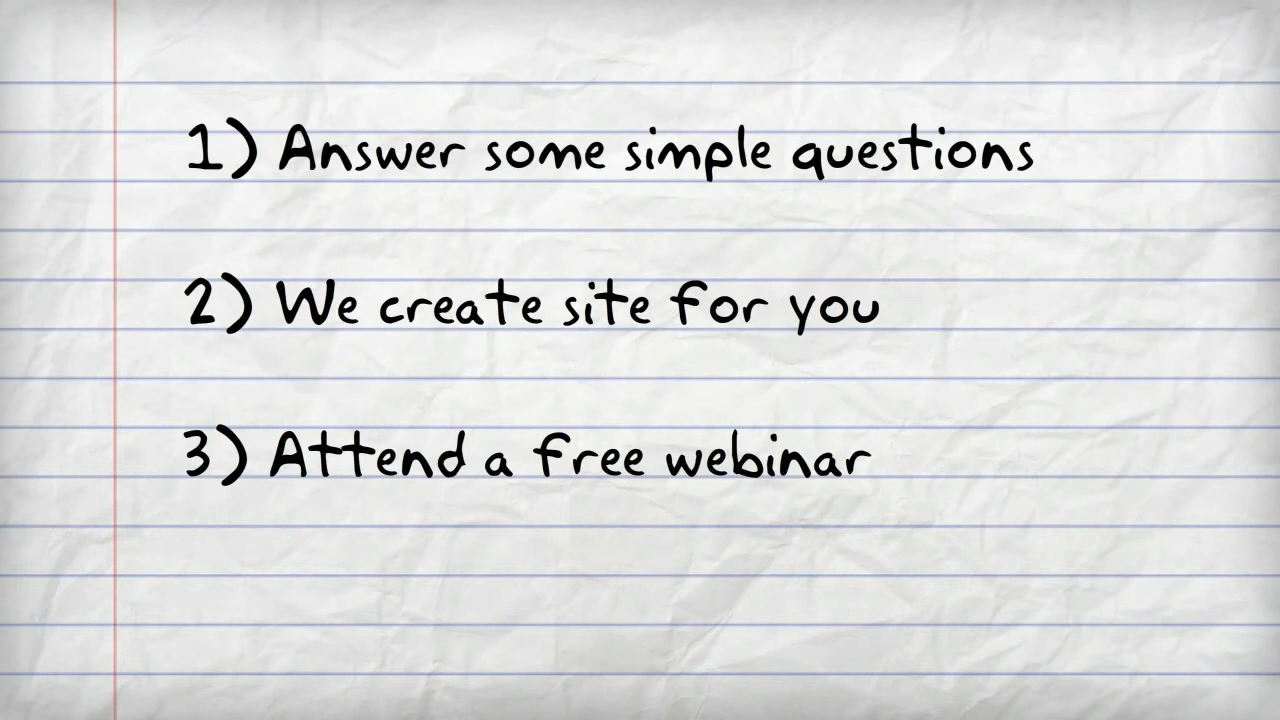 1) Answer some simple questions
2) We create site for you
3) Attend a free webinar